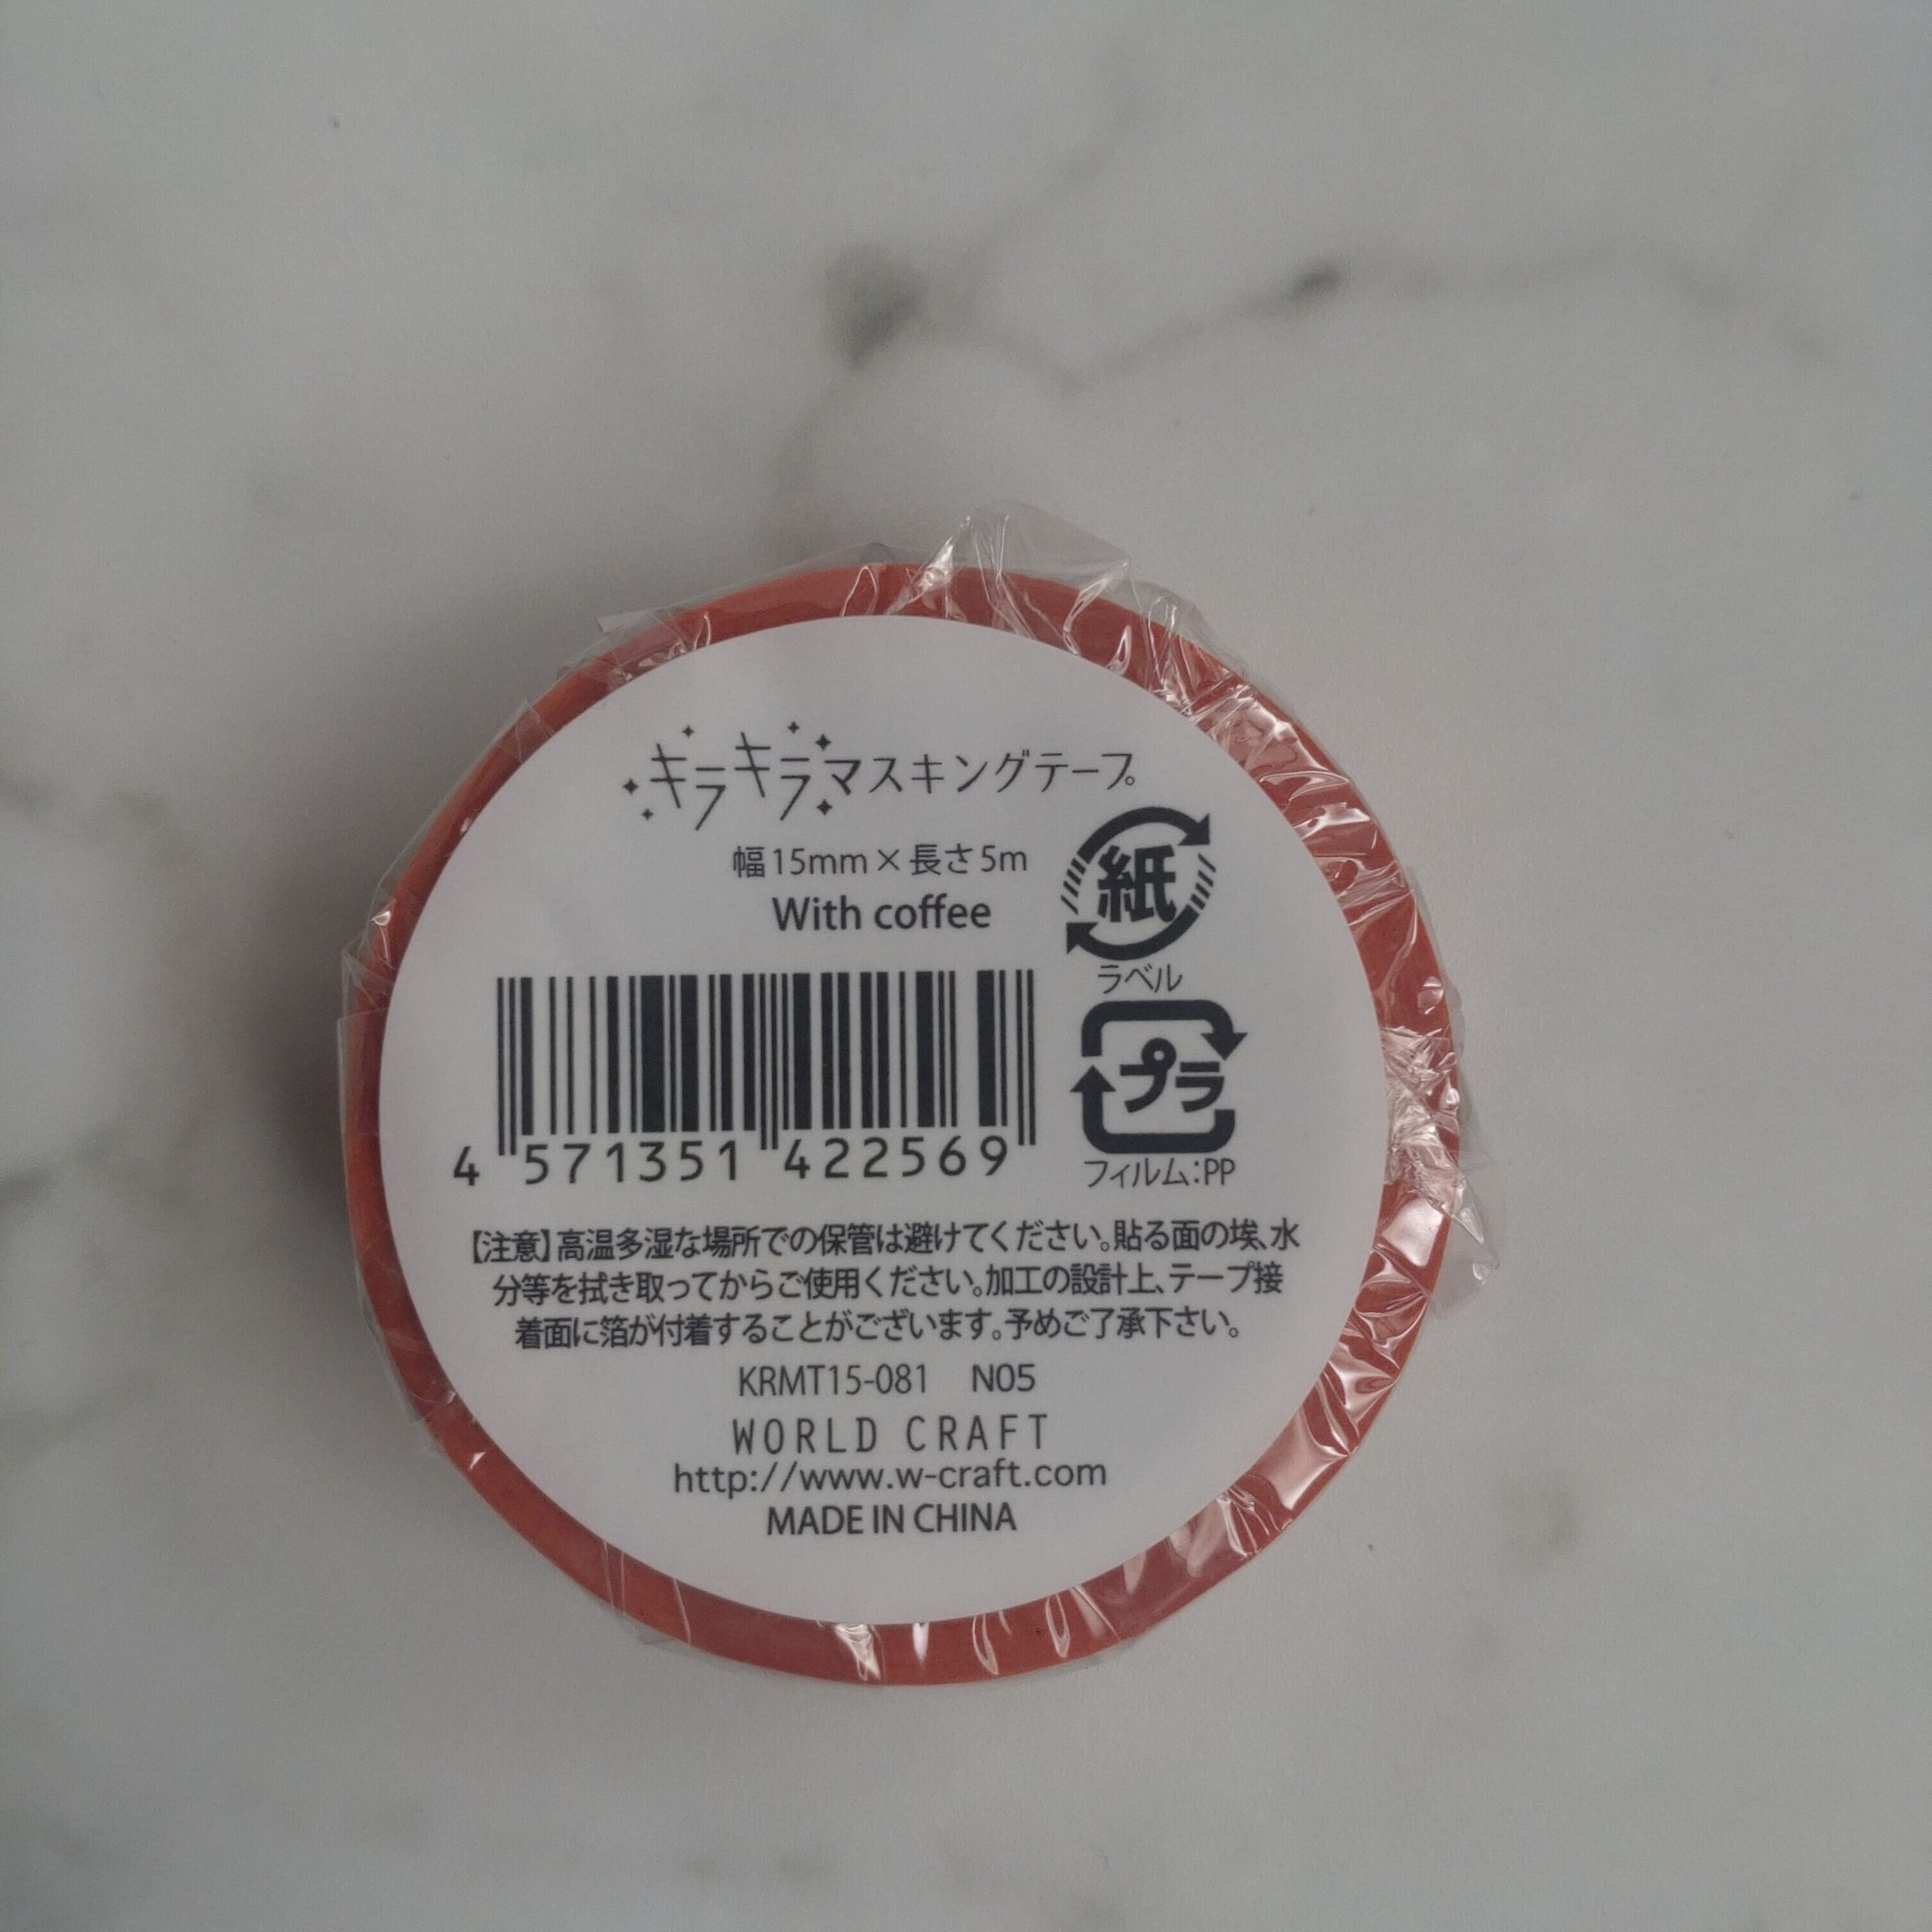 キラキラマスキングテープ
幅15mm×長さ5m
With coffee
紙
ラベル
プラ
フィルム:PP
4 571351 422569
【注意】高温多湿な場所での保管は避けてください。貼る面の埃、水
分等を拭き取ってからご使用ください。加工の設計上、テープ接
着面に箔が付着することがございます。予めご了承下さい。
KRMT15-081 N05
WORLD CRAFT
http://www.w-craft.com
MADE IN CHINA